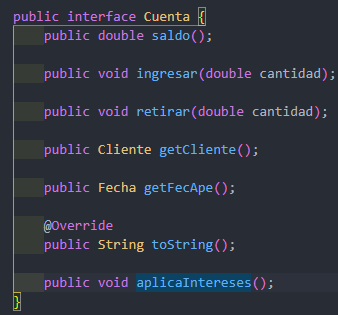 public interface Cuenta {
public double saldo();
public void ingresar(double cantidad);
public void retirar(double cantidad);
public Cliente getCliente();
public Fecha getFecApe();
@Override
public String toString();
public void aplicaIntereses();
}